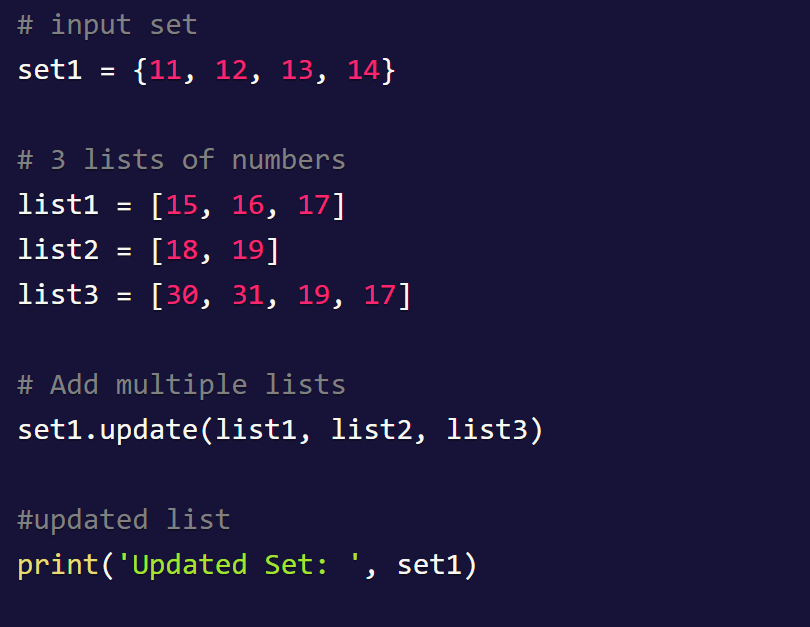 # input set
set1 = {11, 12, 13, 14}
# 3 lists of numbers
list1 = [15, 16, 17]
list2 = [18, 19]
list3 = [30, 31, 19, 17]
# Add multiple lists
set1.update(list1, list2, list3)
#updated list
print('Updated Set: ', set1)